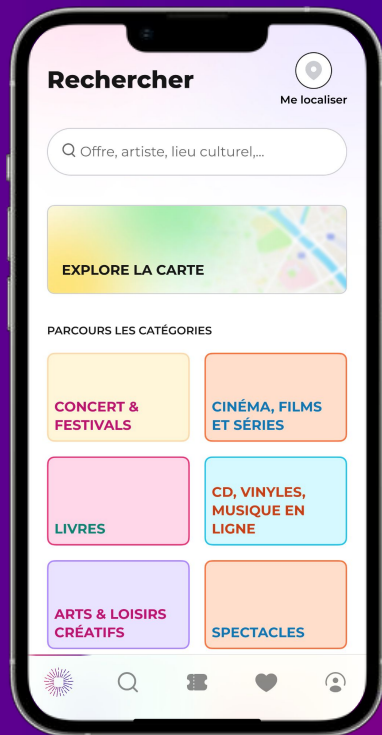 Rechercher
Me localiser
Offre, artiste, lieu culturel,...
EXPLORE LA CARTE
PARCOURS LES CATÉGORIES
CONCERT &
FESTIVALS
CINÉMA, FILMS
ET SÉRIES
LIVRES
CD, VINYLES,
MUSIQUE EN
LIGNE
ARTS & LOISIRS
CRÉATIFS
SPECTACLES